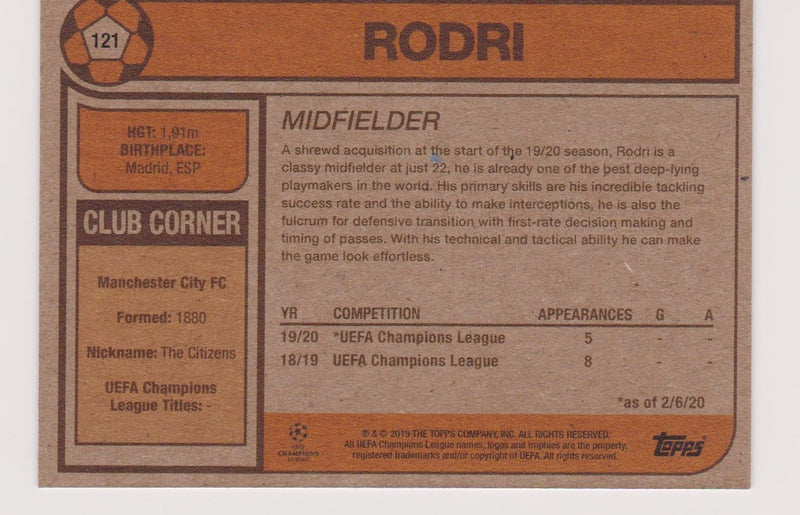 121
RODRI
HGT: 1,91m
BIRTHPLACE:
Madrid, ESP
CLUB CORNER
Manchester City FC
Formed: 1880
Nickname: The Citizens
UEFA Champions
League Titles: -
MIDFIELDER
A shrewd acquisition at the start of the 19/20 season, Rodri is a
classy midfielder at just 22, he is already one of the best deep-lying
playmakers in the world. His primary skills are his incredible tackling
success rate and the ability to make interceptions, he is also the
fulcrum for defensive transition with first-rate decision making and
timing of passes. With his technical and tactical ability he can make
the game look effortless.
YR COMPETITION APPEARANCES G A
19/20 *UEFA Champions League 5 - -
18/19 UEFA Champions League 8 - -
*as of 2/6/20
UEFA
CHAMPIONS
LEAGUE
® & © 2019 THE TOPPS COMPANY, INC. ALL RIGHTS RESERVED.
All UEFA Champions League names, logos and trophies are the property,
registered trademarks and/or copyright of UEFA. All rights reserved.
topps